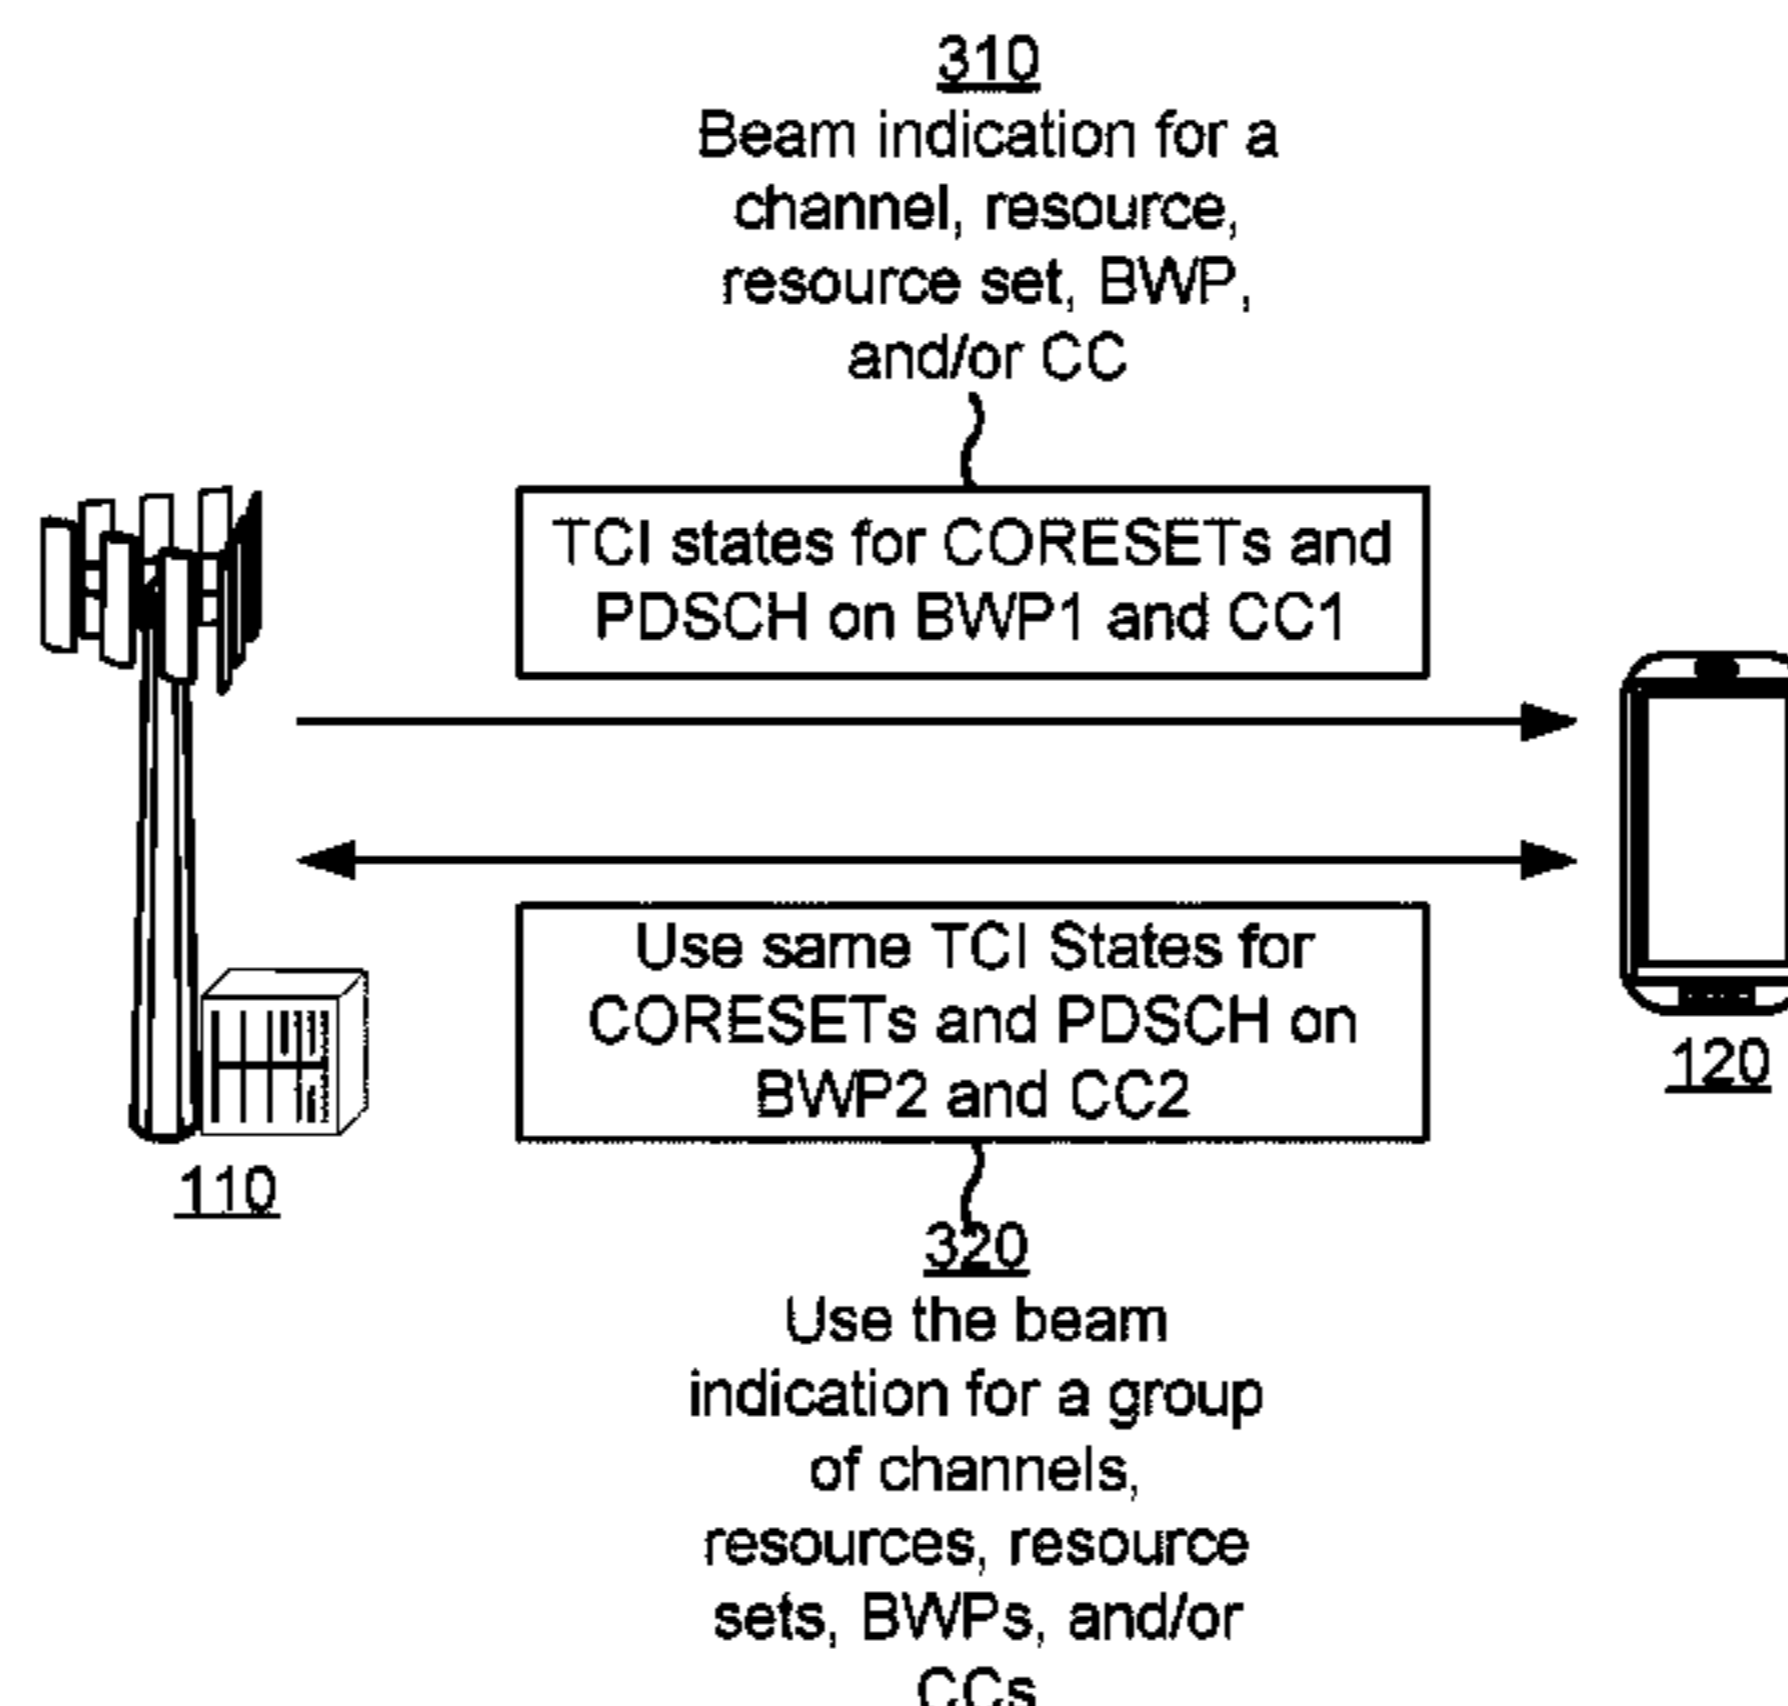 310
Beam indication for a
channel, resource,
resource set, BWP,
and/or CC
TCI states for CORESETs and
PDSCH on BWP1 and CC1
Use same TCI States for
CORESETs and PDSCH on
BWP2 and CC2
120
110
320
Use the beam
indication for a group
of channels,
resources, resource
sets, BWPs, and/or
CCs